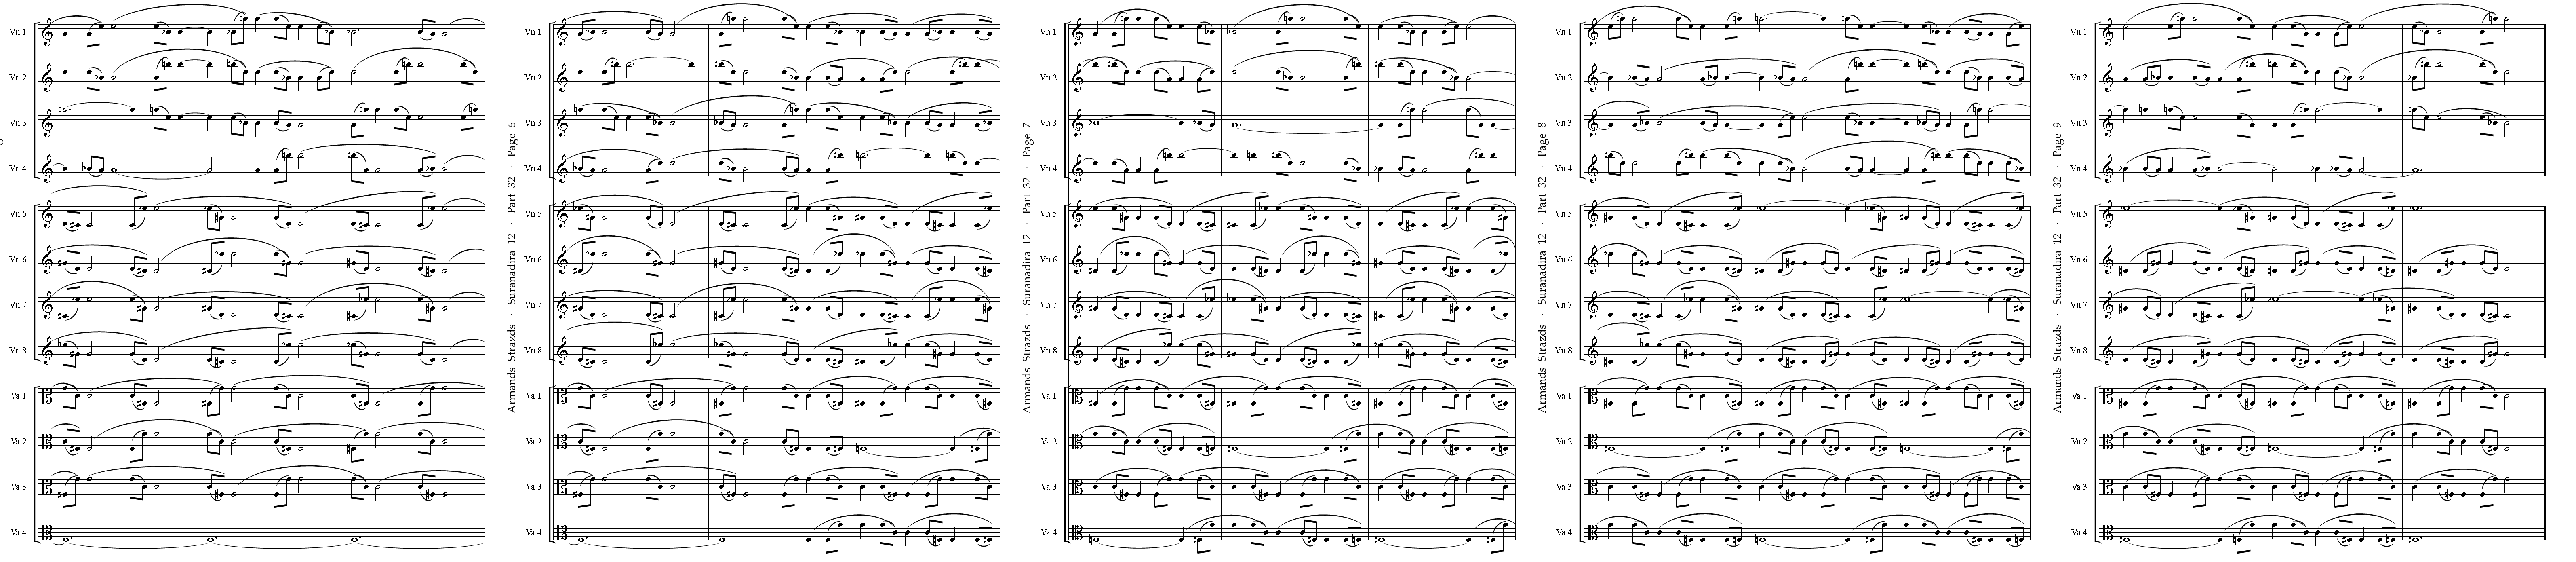 Vn 1
Vn 2
Vn 3
Vn 4
Vn 5
Vn 6
Vn 7
Vn 8
Va 1
Va 2
Va 3
Va 4
Armands Strazds · Suranadira 12 · Part 32 · Page 6
Vn 1
Vn 2
Vn 3
Vn 4
Vn 5
Vn 6
Vn 7
Vn 8
Va 1
Va 2
Va 3
Va 4
Armands Strazds · Suranadira 12 · Part 32 · Page 7
Vn 1
Vn 2
Vn 3
Vn 4
Vn 5
Vn 6
Vn 7
Vn 8
Va 1
Va 2
Va 3
Va 4
Armands Strazds · Suranadira 12 · Part 32 · Page 8
Vn 1
Vn 2
Vn 3
Vn 4
Vn 5
Vn 6
Vn 7
Vn 8
Va 1
Va 2
Va 3
Va 4
Armands Strazds · Suranadira 12 · Part 32 · Page 9
Vn 1
Vn 2
Vn 3
Vn 4
Vn 5
Vn 6
Vn 7
Vn 8
Va 1
Va 2
Va 3
Va 4